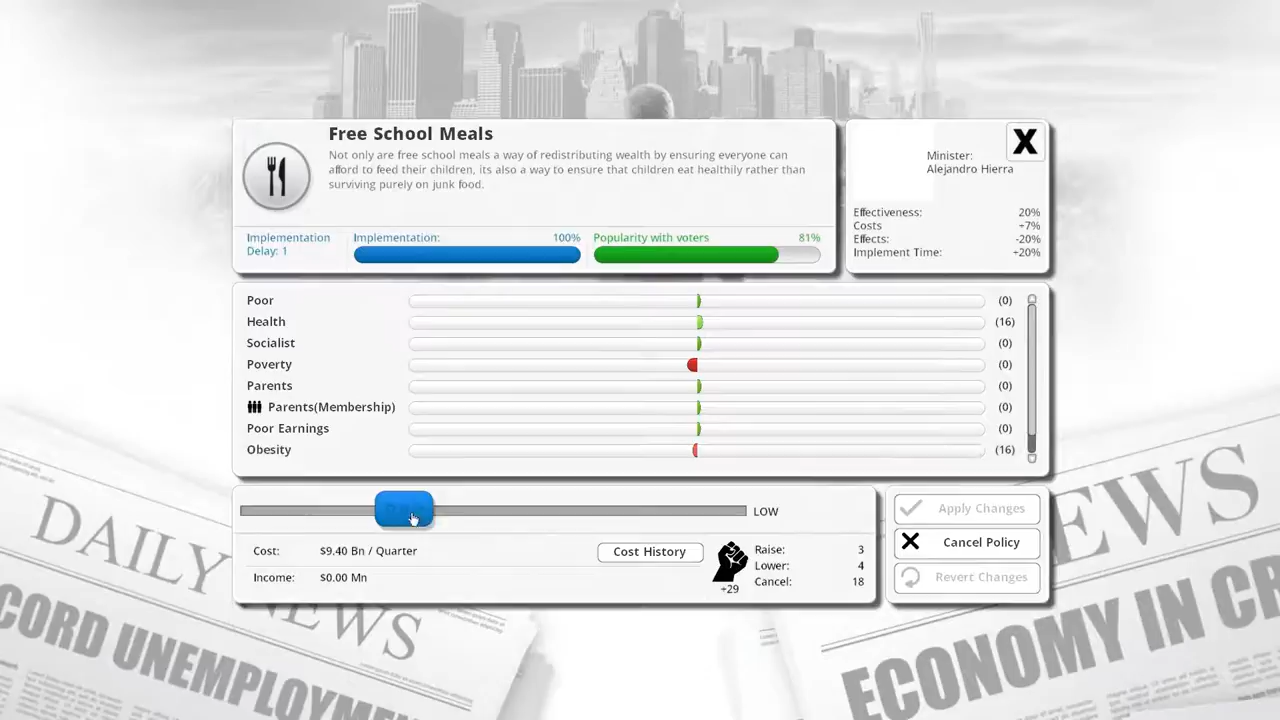 Free School Meals
Not only are free school meals a way of redistributing wealth by ensuring everyone can
afford to feed their children, its also a way to ensure that children eat healthily rather than
surviving purely on junk food.
Implementation
Delay: 1
Implementation: 100%
Popularity with voters 81%
Minister:
Alejandro Hierra
Effectiveness: 20%
Costs +7%
Effects: -20%
Implement Time: +20%
Poor (0)
Health (16)
Socialist (0)
Poverty (0)
Parents (0)
Parents(Membership) (0)
Poor Earnings (0)
Obesity (16)
LOW
Cost: $9.40 Bn / Quarter
Income: $0.00 Mn
Cost History
+29
Raise: 3
Lower: 4
Cancel: 18
Apply Changes
Cancel Policy
Revert Changes
DAILY NEWS
CORD UNEMPLOYM
NEWS
ECONOMY IN CR